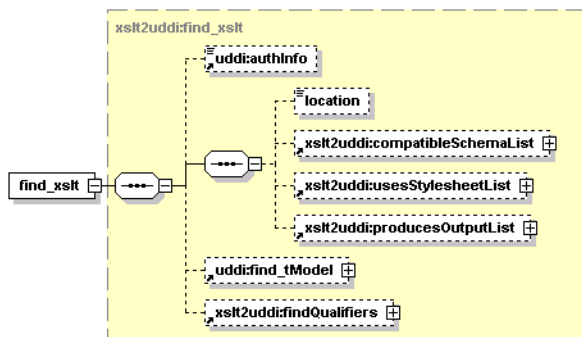 xslt2uddi:find_xslt
uddi:authInfo
location
xslt2uddi:compatibleSchemaList
find_xslt
xslt2uddi:usesStylesheetList
xslt2uddi:producesOutputList
uddi:find_tModel
xslt2uddi:findQualifiers